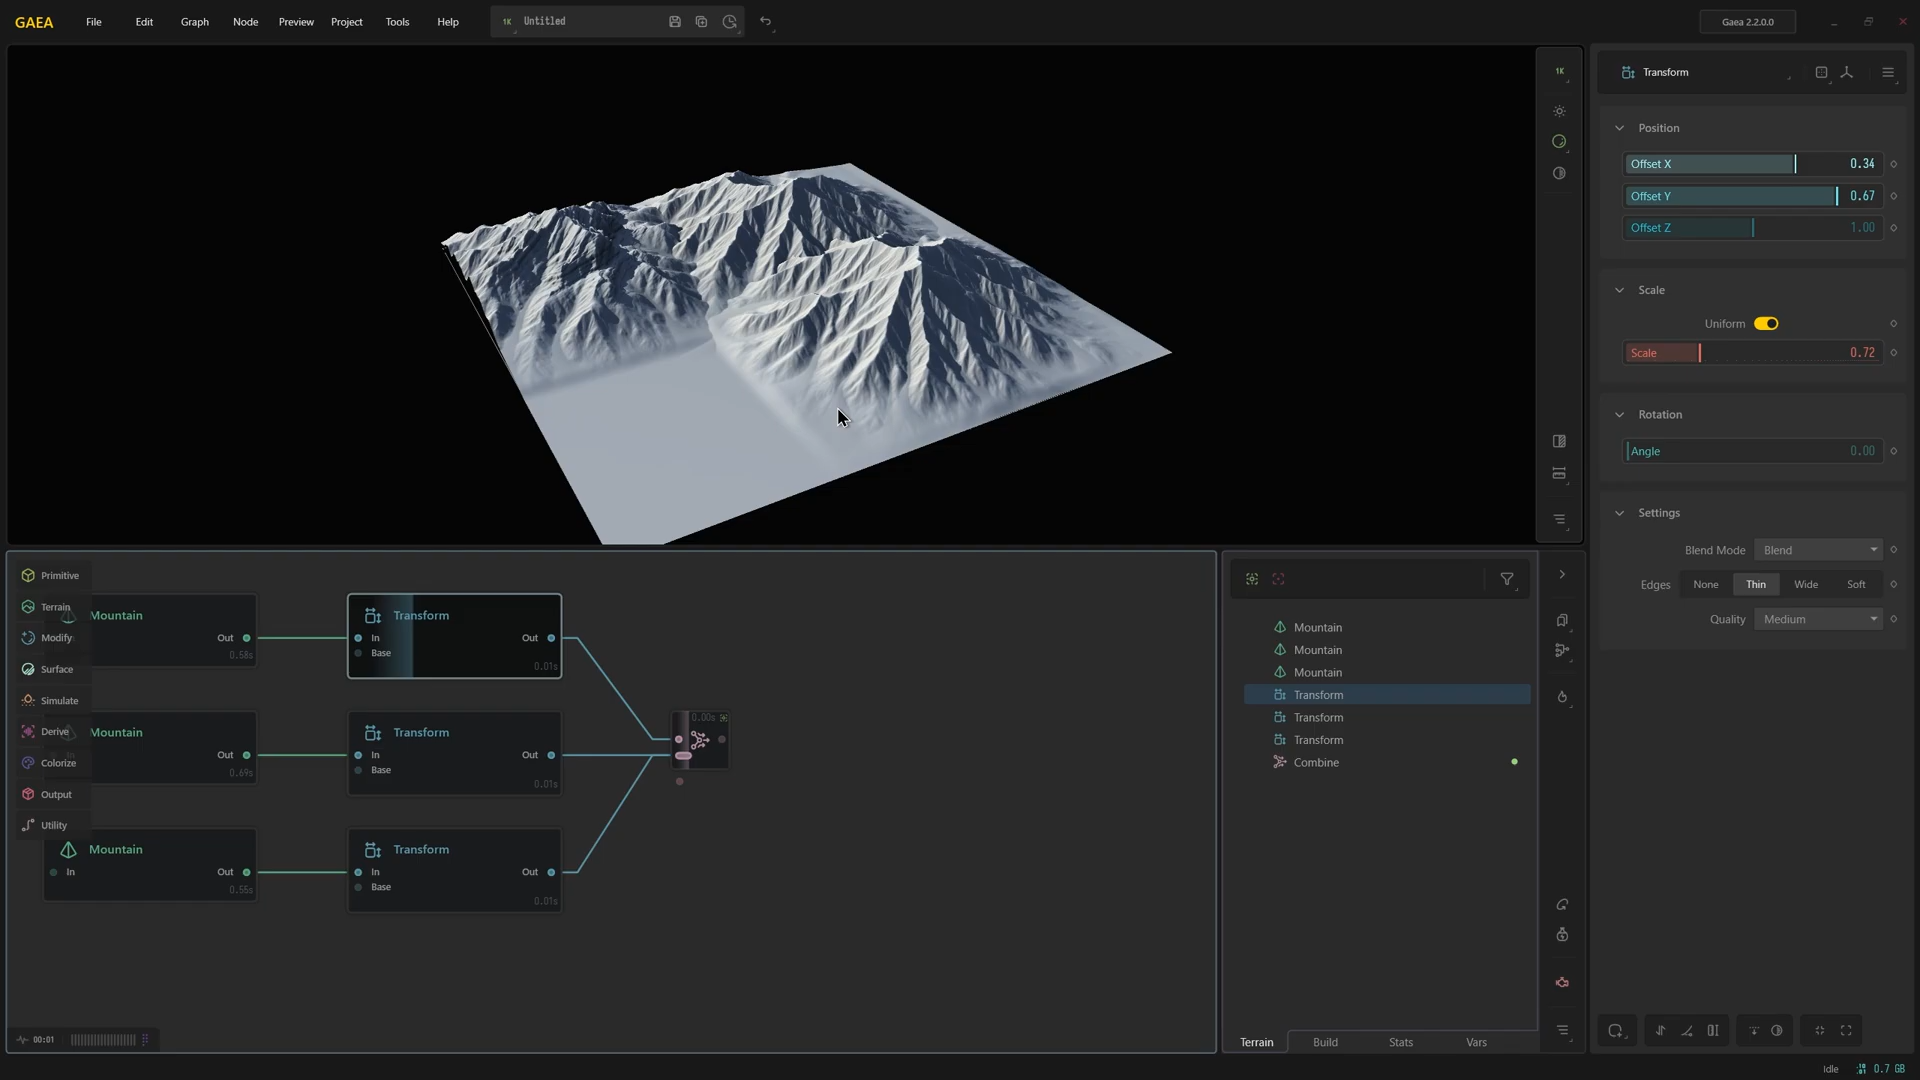 GAEA File Edit Graph Node Preview Project Tools Help 1K Untitled Gaea 2.2.0.0
1K
Transform
Position
Offset X 0.34
Offset Y 0.67
Offset Z 1.00
Scale
Uniform
Scale 0.72
Rotation
Angle 0.00
Settings
Blend Mode Blend
Edges None Thin Wide Soft
Quality Medium
Primitive
Terrain
Modify
Surface
Simulate
Derive
Colorize
Output
Utility
Mountain
Out
0.58s
Transform
In Out
Base
0.01s
Mountain
Out
0.69s
Transform
In Out
Base
0.01s
Mountain
In Out
0.55s
Transform
In Out
Base
0.01s
0.00s
00:01
Mountain
Mountain
Mountain
Transform
Transform
Transform
Combine
Terrain Build Stats Vars
Idle 0.7 GB